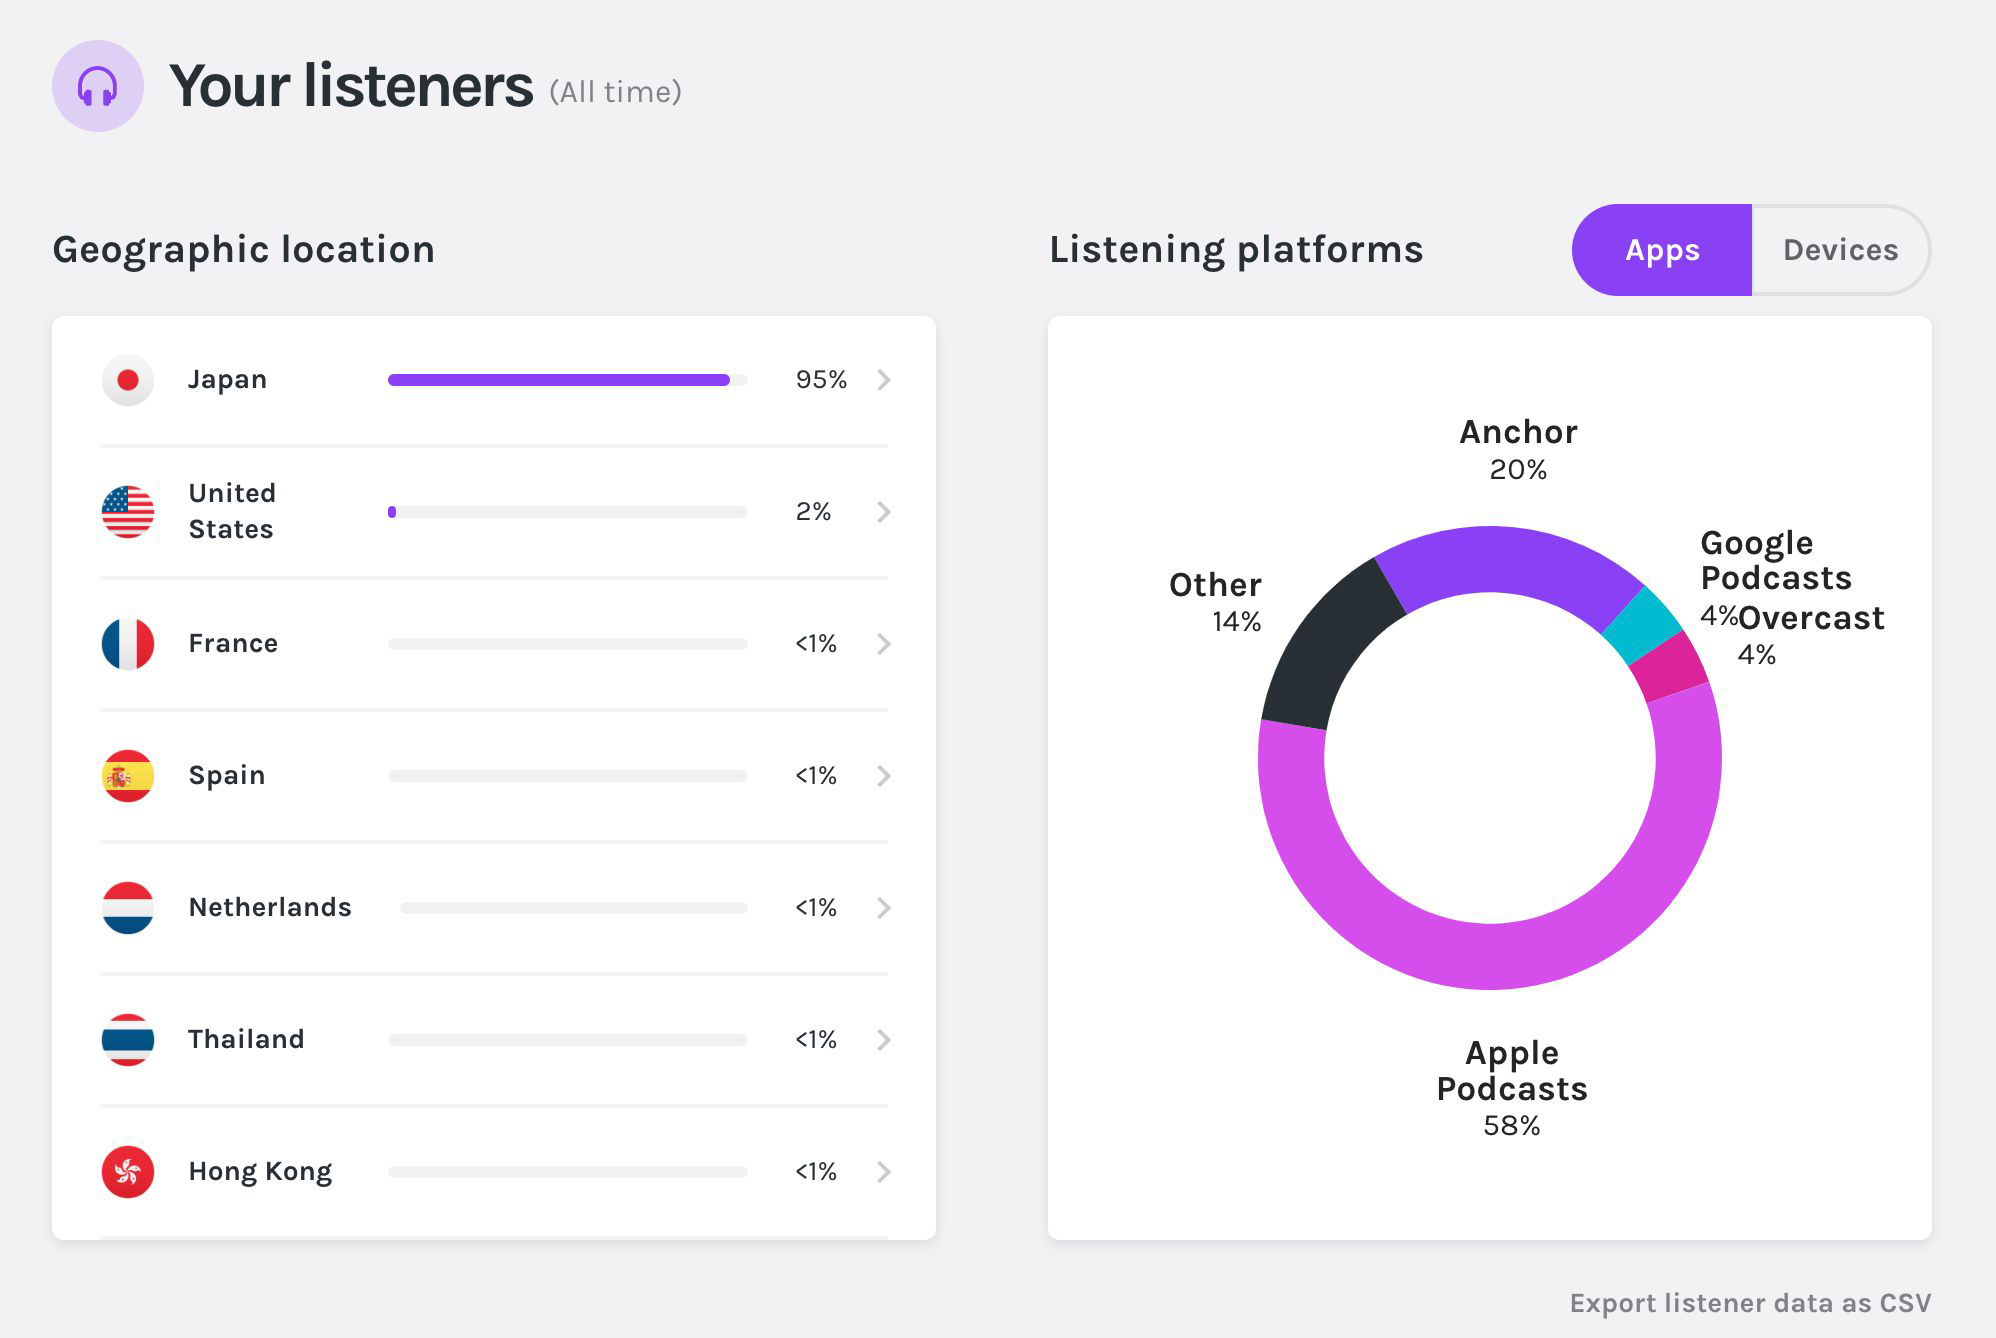 Your listeners (All time)
Geographic location
Japan 95%
United
States 2%
France <1%
Spain <1%
Netherlands <1%
Thailand <1%
Hong Kong <1%
Listening platforms
Apps Devices
Anchor
20%
Google
Podcasts
4%
Overcast
4%
Other
14%
Apple
Podcasts
58%
Export listener data as CSV